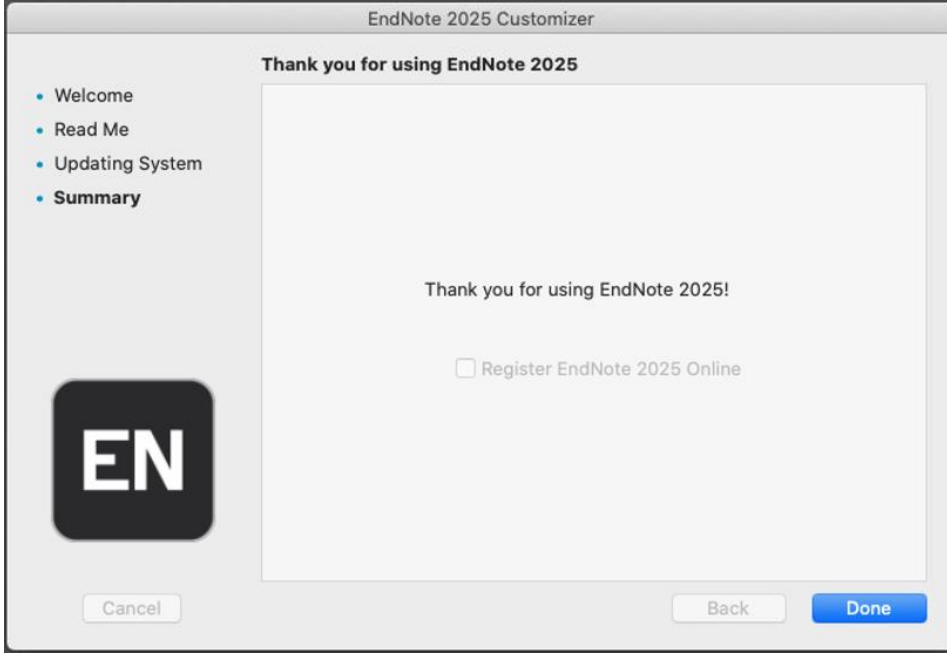 EndNote 2025 Customizer
Thank you for using EndNote 2025
Welcome
Read Me
Updating System
Summary
Thank you for using EndNote 2025!
Register EndNote 2025 Online
EN
Cancel
Back
Done